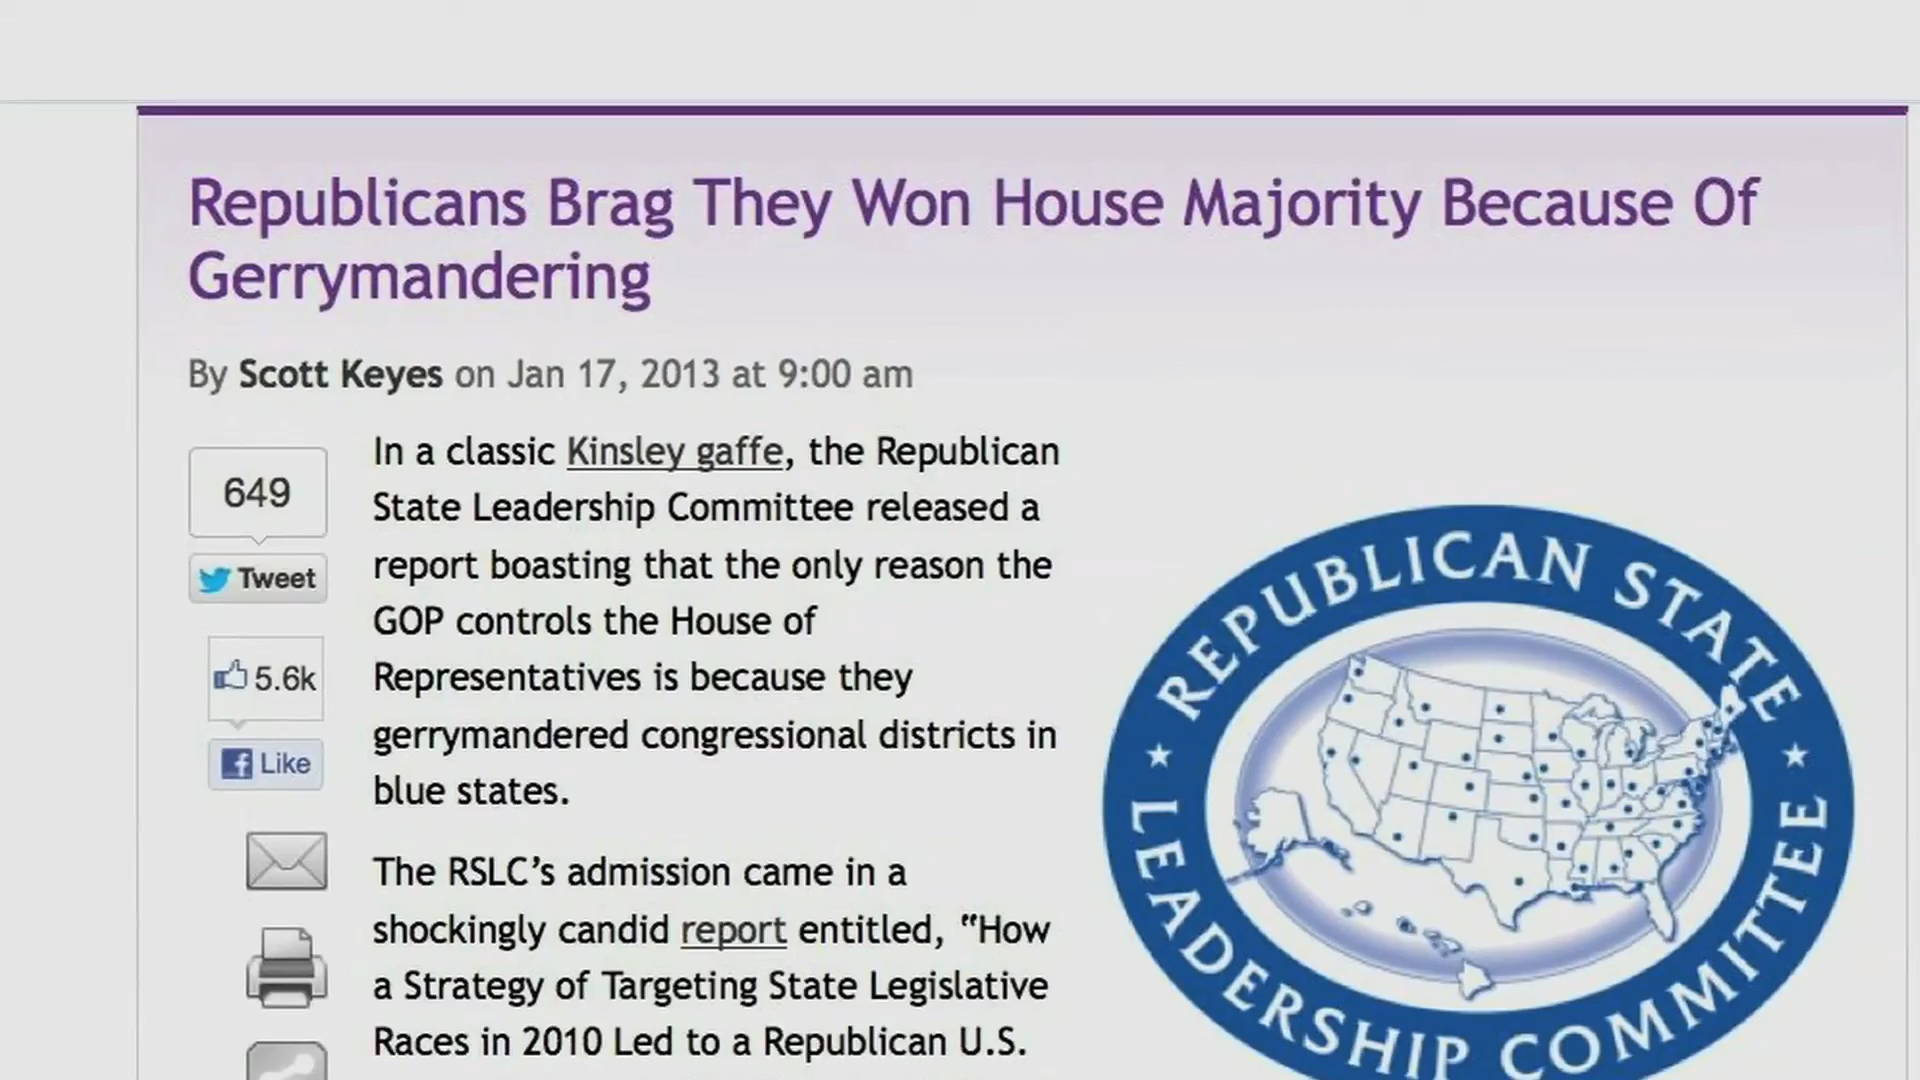 Republicans Brag They Won House Majority Because Of
Gerrymandering
By Scott Keyes on Jan 17, 2013 at 9:00 am
649
Tweet
5.6k
Like
In a classic Kinsley gaffe, the Republican
State Leadership Committee released a
report boasting that the only reason the
GOP controls the House of
Representatives is because they
gerrymandered congressional districts in
blue states.
The RSLC’s admission came in a
shockingly candid report entitled, “How
a Strategy of Targeting State Legislative
Races in 2010 Led to a Republican U.S.
REPUBLICAN STATE
LEADERSHIP COMMITTEE